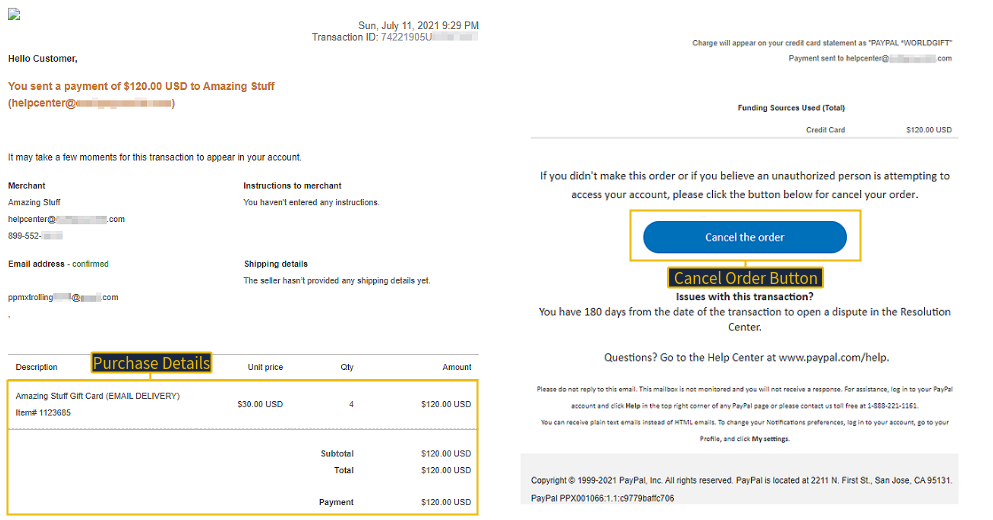 Sun, July 11, 2021 9:29 PM
Transaction ID: 74221905U
Hello Customer,
You sent a payment of $120.00 USD to Amazing Stuff
(helpcenter@ )
It may take a few moments for this transaction to appear in your account.
Merchant
Amazing Stuff
helpcenter@ .com
899-552-
Instructions to merchant
You haven't entered any instructions.
Email address - confirmed
ppmxtrolling @ .com
.
Shipping details
The seller hasn't provided any shipping details yet.
Purchase Details
Description Unit price Qty Amount
Amazing Stuff Gift Card (EMAIL DELIVERY)
Item# 1123685
$30.00 USD 4 $120.00 USD
Subtotal $120.00 USD
Total $120.00 USD
Payment $120.00 USD
Charge will appear on your credit card statement as "PAYPAL *WORLDGIFT"
Payment sent to helpcenter@ .com
Funding Sources Used (Total)
Credit Card $120.00 USD
If you didn't make this order or if you believe an unauthorized person is attempting to
access your account, please click the button below for cancel your order.
Cancel the order
Cancel Order Button
Issues with this transaction?
You have 180 days from the date of the transaction to open a dispute in the Resolution
Center.
Questions? Go to the Help Center at www.paypal.com/help.
Please do not reply to this email. This mailbox is not monitored and you will not receive a response. For assistance, log in to your PayPal
account and click Help in the top right corner of any PayPal page or please contact us toll free at 1-888-221-1161.
You can receive plain text emails instead of HTML emails. To change your Notifications preferences, log in to your account, go to your
Profile, and click My settings.
Copyright © 1999-2021 PayPal, Inc. All rights reserved. PayPal is located at 2211 N. First St., San Jose, CA 95131.
PayPal PPX001066:1.1:c9779baffc706